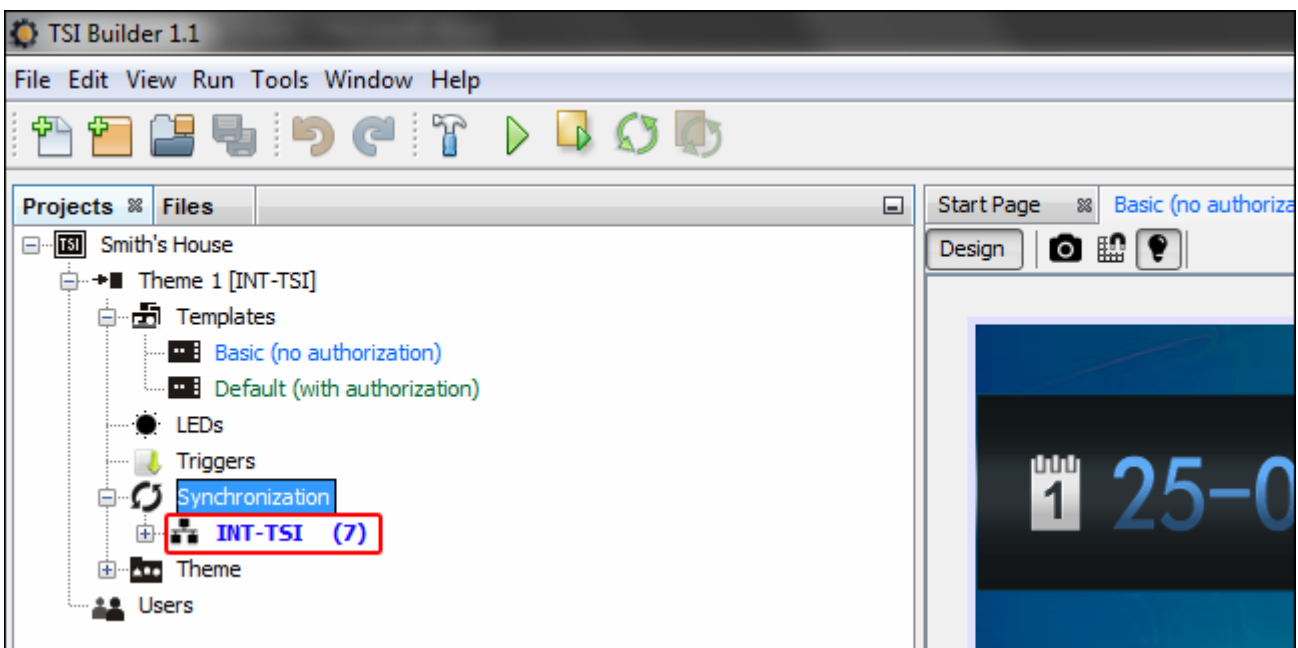 TSI Builder 1.1
File Edit View Run Tools Window Help
Projects Files
Start Page Basic (no authoriza
TSI Smith's House
Design
Theme 1 [INT-TSI]
Templates
Basic (no authorization)
Default (with authorization)
LEDs
Triggers
Synchronization
INT-TSI (7)
Theme
Users
1 25-0